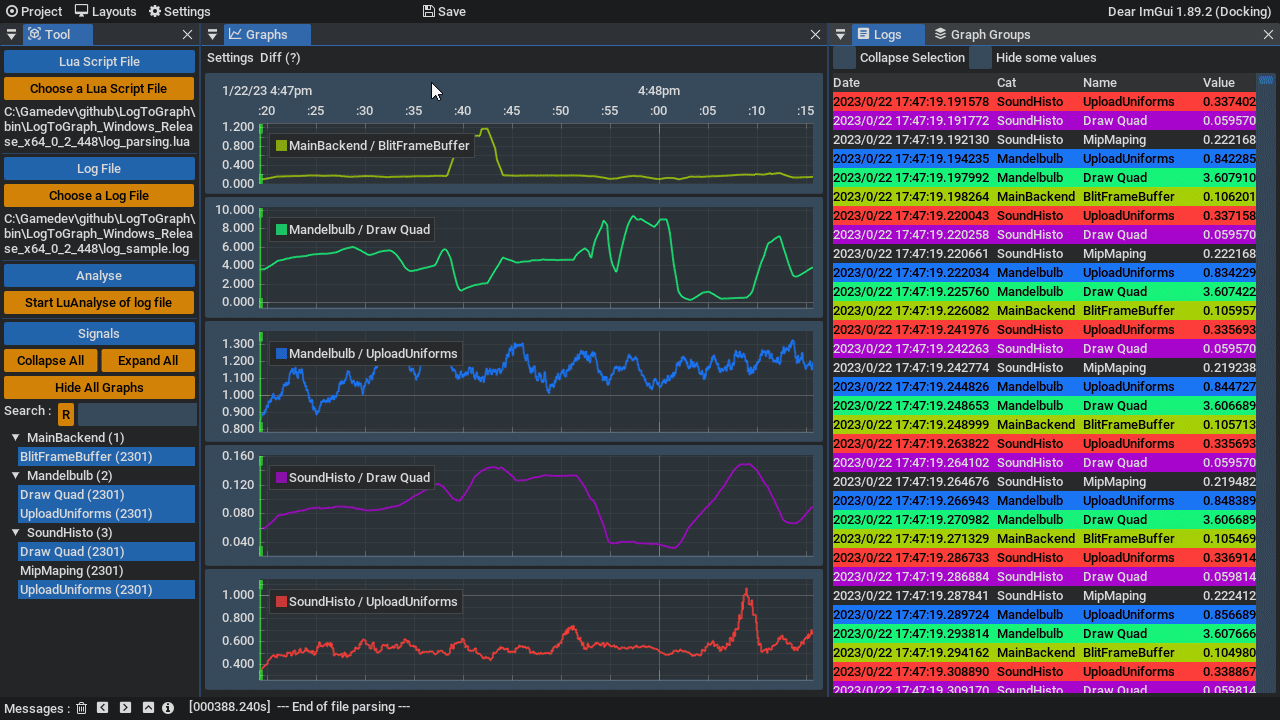 Project Layouts Settings Save Dear ImGui 1.89.2 (Docking)
Tool
Lua Script File
Choose a Lua Script File
C:\Gamedev\github\LogToGraph\
bin\LogToGraph_Windows_Relea
se_x64_0_2_448\log_parsing.lua
Log File
Choose a Log File
C:\Gamedev\github\LogToGraph\
bin\LogToGraph_Windows_Relea
se_x64_0_2_448\log_sample.log
Analyse
Start LuAnalyse of log file
Signals
Collapse All Expand All
Hide All Graphs
Search : R
MainBackend (1)
BlitFrameBuffer (2301)
Mandelbulb (2)
Draw Quad (2301)
UploadUniforms (2301)
SoundHisto (3)
Draw Quad (2301)
MipMaping (2301)
UploadUniforms (2301)
Graphs
Settings Diff (?)
1/22/23 4:47pm 4:48pm
:20 :25 :30 :35 :40 :45 :50 :55 :00 :05 :10 :15
1.200
0.800
0.400
0.000
MainBackend / BlitFrameBuffer
10.000
8.000
6.000
4.000
2.000
0.000
Mandelbulb / Draw Quad
1.300
1.200
1.100
1.000
0.900
0.800
Mandelbulb / UploadUniforms
0.160
0.120
0.080
0.040
SoundHisto / Draw Quad
1.000
0.800
0.600
0.400
SoundHisto / UploadUniforms
Logs Graph Groups
Collapse Selection Hide some values
Date Cat Name Value
2023/0/22 17:47:19.191578 SoundHisto UploadUniforms 0.337402
2023/0/22 17:47:19.191772 SoundHisto Draw Quad 0.059570
2023/0/22 17:47:19.192130 SoundHisto MipMaping 0.222168
2023/0/22 17:47:19.194235 Mandelbulb UploadUniforms 0.842285
2023/0/22 17:47:19.197992 Mandelbulb Draw Quad 3.607910
2023/0/22 17:47:19.198264 MainBackend BlitFrameBuffer 0.106201
2023/0/22 17:47:19.220043 SoundHisto UploadUniforms 0.337158
2023/0/22 17:47:19.220258 SoundHisto Draw Quad 0.059570
2023/0/22 17:47:19.220661 SoundHisto MipMaping 0.222168
2023/0/22 17:47:19.222034 Mandelbulb UploadUniforms 0.834229
2023/0/22 17:47:19.225760 Mandelbulb Draw Quad 3.607422
2023/0/22 17:47:19.226082 MainBackend BlitFrameBuffer 0.105957
2023/0/22 17:47:19.241976 SoundHisto UploadUniforms 0.335693
2023/0/22 17:47:19.242263 SoundHisto Draw Quad 0.059570
2023/0/22 17:47:19.242774 SoundHisto MipMaping 0.219238
2023/0/22 17:47:19.244826 Mandelbulb UploadUniforms 0.844727
2023/0/22 17:47:19.248653 Mandelbulb Draw Quad 3.606689
2023/0/22 17:47:19.248999 MainBackend BlitFrameBuffer 0.105713
2023/0/22 17:47:19.263822 SoundHisto UploadUniforms 0.335693
2023/0/22 17:47:19.264102 SoundHisto Draw Quad 0.059570
2023/0/22 17:47:19.264676 SoundHisto MipMaping 0.219482
2023/0/22 17:47:19.266943 Mandelbulb UploadUniforms 0.848389
2023/0/22 17:47:19.270982 Mandelbulb Draw Quad 3.606689
2023/0/22 17:47:19.271329 MainBackend BlitFrameBuffer 0.105469
2023/0/22 17:47:19.286733 SoundHisto UploadUniforms 0.336914
2023/0/22 17:47:19.286884 SoundHisto Draw Quad 0.059814
2023/0/22 17:47:19.287841 SoundHisto MipMaping 0.222412
2023/0/22 17:47:19.289724 Mandelbulb UploadUniforms 0.856689
2023/0/22 17:47:19.293814 Mandelbulb Draw Quad 3.607666
2023/0/22 17:47:19.294162 MainBackend BlitFrameBuffer 0.104980
2023/0/22 17:47:19.308890 SoundHisto UploadUniforms 0.338867
2023/0/22 17:47:19.309170 SoundHisto Draw Quad 0.059814
Messages : [000388.240s] --- End of file parsing ---